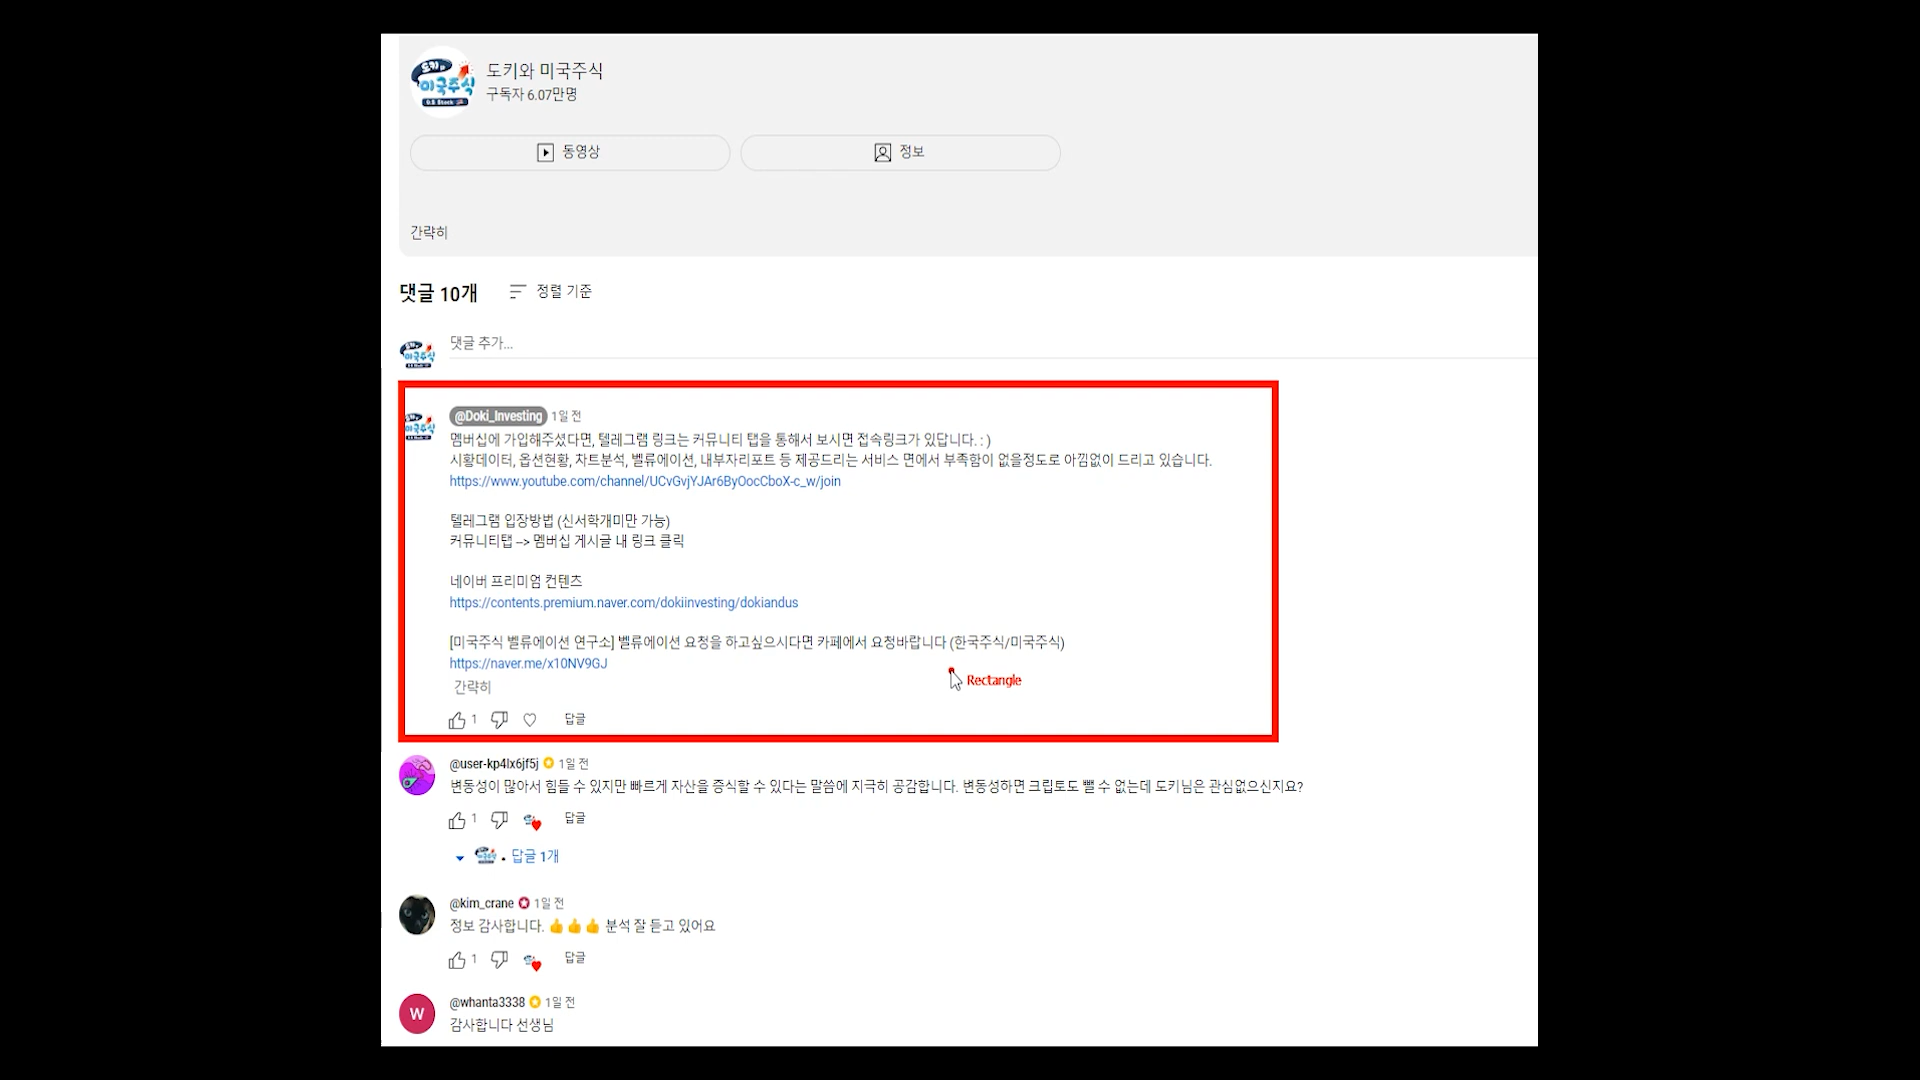 도키와 미국주식
구독자 6.07만명
동영상
정보
간략히
댓글 10개
정렬 기준
댓글 추가...
@Doki_Investing 1일 전
멤버십에 가입해주셨다면, 텔레그램 링크는 커뮤니티 탭을 통해서 보시면 접속링크가 있답니다. : )
시황데이터, 옵션현황, 차트분석, 벨류에이션, 내부자리포트 등 제공드리는 서비스 면에서 부족함이 없을정도로 아낌없이 드리고 있습니다.
https://www.youtube.com/channel/UCvGvjYJAr6ByOocCboX-c_w/join
텔레그램 입장방법 (신서학개미만 가능)
커뮤니티탭 --> 멤버십 게시글 내 링크 클릭
네이버 프리미엄 컨텐츠
https://contents.premium.naver.com/dokiinvesting/dokiandus
[미국주식 벨류에이션 연구소] 벨류에이션 요청을 하고싶으시다면 카페에서 요청바랍니다 (한국주식/미국주식)
https://naver.me/x10NV9GJ
Rectangle
간략히
1 답글
@user-kp4lx6jf5j 1일 전
변동성이 많아서 힘들 수 있지만 빠르게 자산을 증식할 수 있다는 말씀에 지극히 공감합니다. 변동성하면 크립토도 뺄 수 없는데 도키님은 관심없으신지요?
1 답글
답글 1개
@kim_crane 1일 전
정보 감사합니다. 👍👍👍 분석 잘 듣고 있어요
1 답글
W
@whanta3338 1일 전
감사합니다 선생님